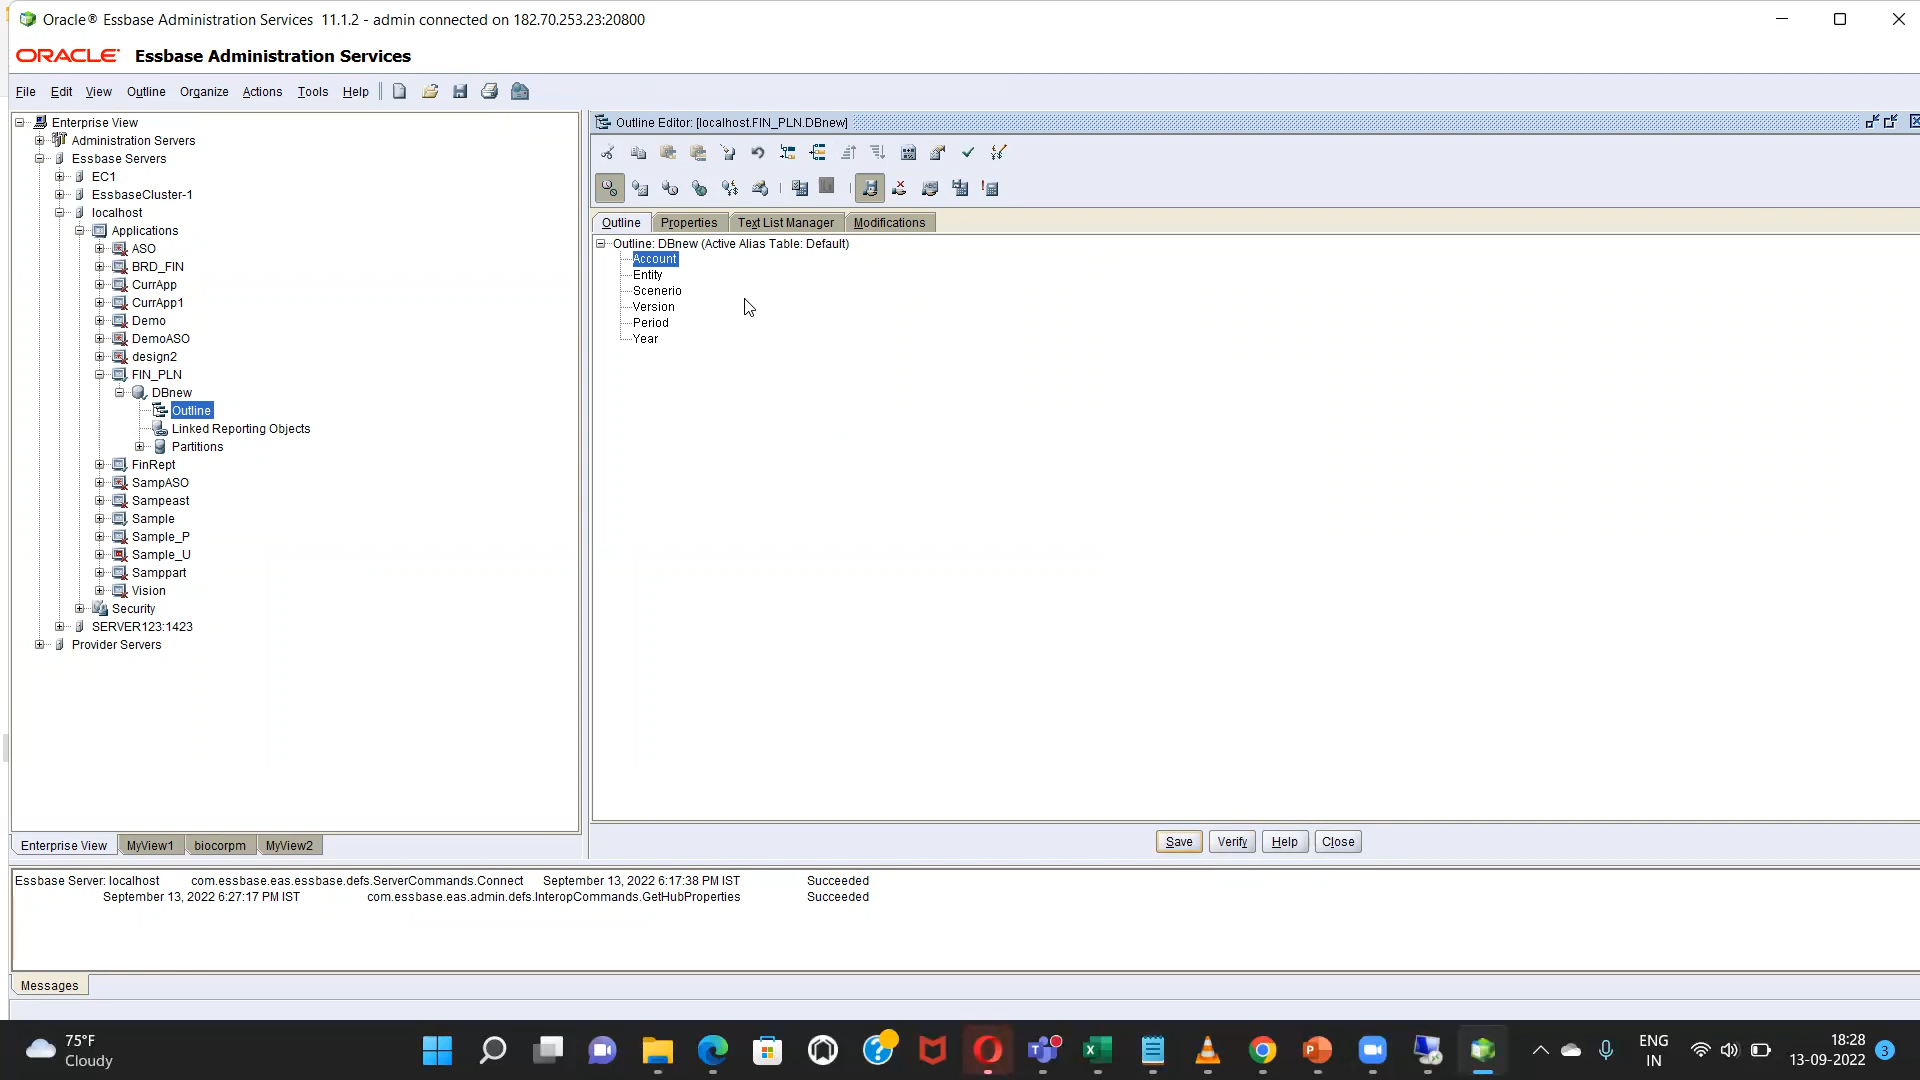 Oracle® Essbase Administration Services 11.1.2 - admin connected on 182.70.253.23:20800
ORACLE Essbase Administration Services
File Edit View Outline Organize Actions Tools Help
Enterprise View
Administration Servers
Essbase Servers
EC1
EssbaseCluster-1
localhost
Applications
ASO
BRD_FIN
CurrApp
CurrApp1
Demo
DemoASO
design2
FIN_PLN
DBnew
Outline
Linked Reporting Objects
Partitions
FinRept
SampASO
Sampeast
Sample
Sample_P
Sample_U
Samppart
Vision
Security
SERVER123:1423
Provider Servers
Enterprise View MyView1 biocorpm MyView2
Outline Editor: [localhost.FIN_PLN.DBnew]
Outline Properties Text List Manager Modifications
Outline: DBnew (Active Alias Table: Default)
Account
Entity
Scenerio
Version
Period
Year
Save Verify Help Close
Essbase Server: localhost com.essbase.eas.essbase.defs.ServerCommands.Connect September 13, 2022 6:17:38 PM IST Succeeded
September 13, 2022 6:27:17 PM IST com.essbase.eas.admin.defs.InteropCommands.GetHubProperties Succeeded
Messages
75°F
Cloudy
ENG
IN
18:28
13-09-2022
3